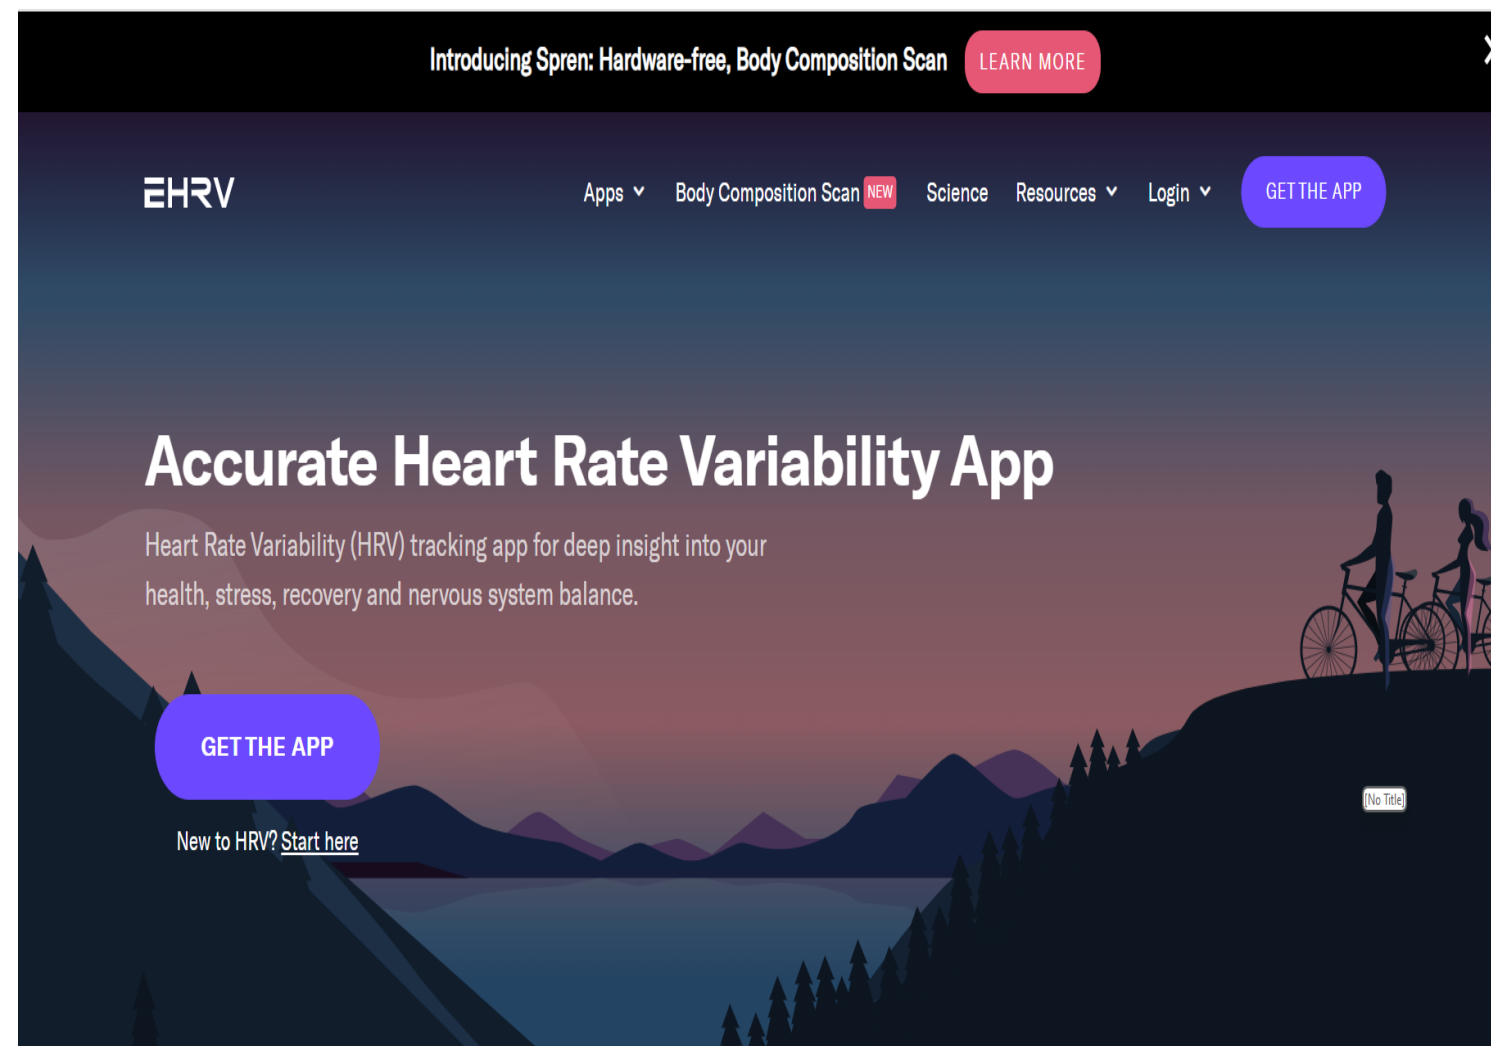 Introducing Spren: Hardware-free, Body Composition Scan LEARN MORE
EHRV Apps Body Composition Scan NEW Science Resources Login GET THE APP
Accurate Heart Rate Variability App
Heart Rate Variability (HRV) tracking app for deep insight into your
health, stress, recovery and nervous system balance.
GET THE APP
[No Title]
New to HRV? Start here